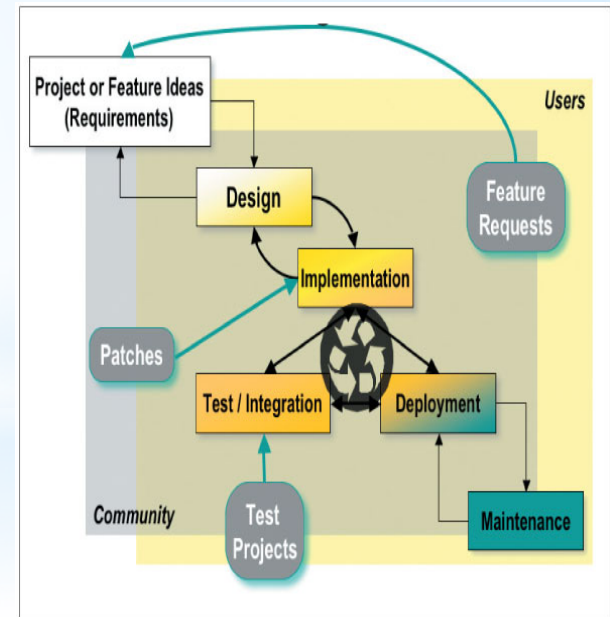 Project or Feature Ideas
(Requirements)
Users
Design
Feature
Requests
Implementation
Patches
Test / Integration
Deployment
Community
Test
Projects
Maintenance